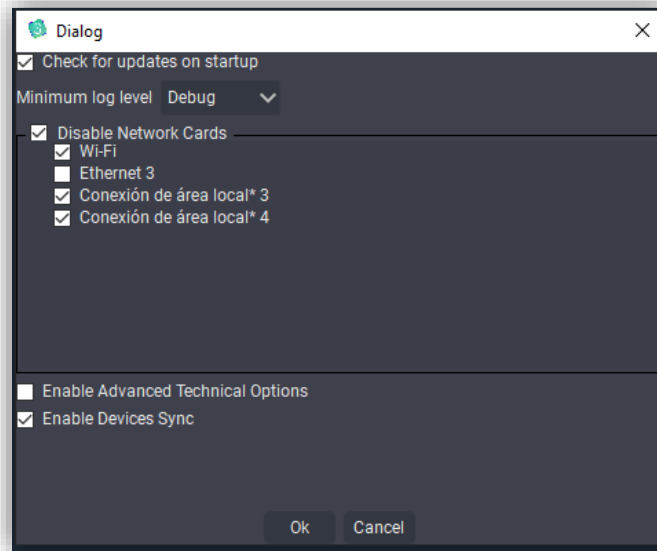 Dialog
Check for updates on startup
Minimum log level Debug
Disable Network Cards
Wi-Fi
Ethernet 3
Conexión de área local* 3
Conexión de área local* 4
Enable Advanced Technical Options
Enable Devices Sync
Ok Cancel